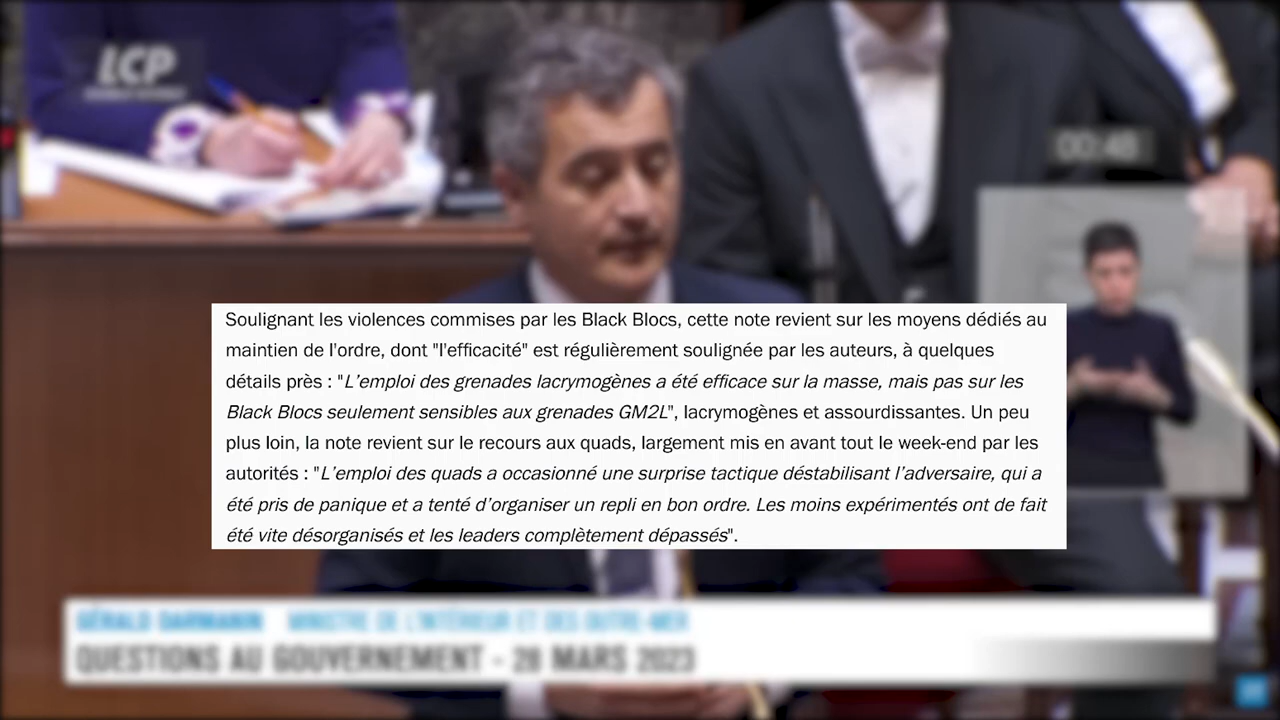 LCP
00:48
Soulignant les violences commises par les Black Blocs, cette note revient sur les moyens dédiés au
maintien de l'ordre, dont "l'efficacité" est régulièrement soulignée par les auteurs, à quelques
détails près : "L’emploi des grenades lacrymogènes a été efficace sur la masse, mais pas sur les
Black Blocs seulement sensibles aux grenades GM2L", lacrymogènes et assourdissantes. Un peu
plus loin, la note revient sur le recours aux quads, largement mis en avant tout le week-end par les
autorités : "L’emploi des quads a occasionné une surprise tactique déstabilisant l’adversaire, qui a
été pris de panique et a tenté d’organiser un repli en bon ordre. Les moins expérimentés ont de fait
été vite désorganisés et les leaders complètement dépassés".
GÉRALD DARMANIN MINISTRE DE L'INTÉRIEUR ET DES OUTRE-MER
QUESTIONS AU GOUVERNEMENT - 28 MARS 2023